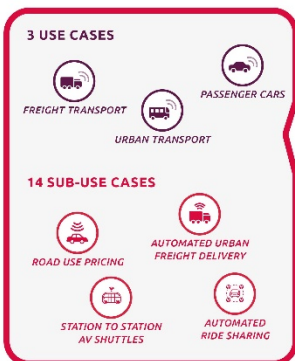 3 USE CASES
PASSENGER CARS
FREIGHT TRANSPORT
URBAN TRANSPORT
14 SUB-USE CASES
ROAD USE PRICING
AUTOMATED URBAN
FREIGHT DELIVERY
STATION TO STATION
AV SHUTTLES
AUTOMATED
RIDE SHARING